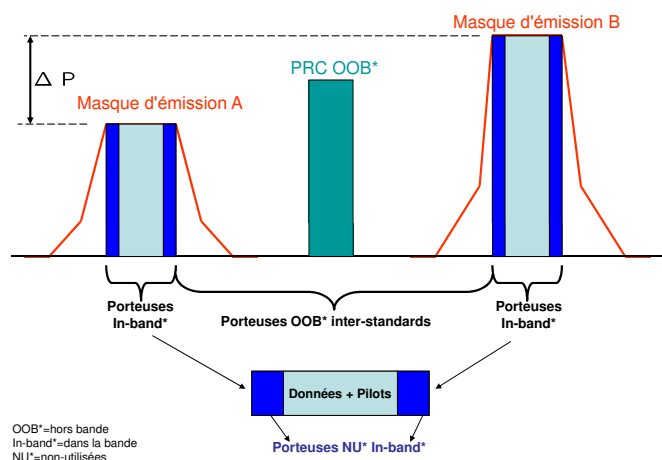 Masque d'émission B
Δ P
PRC OOB*
Masque d'émission A
Porteuses
In-band*
Porteuses OOB* inter-standards
Porteuses
In-band*
Données + Pilots
OOB*=hors bande
In-band*=dans la bande
NU*=non-utilisées
Porteuses NU* In-band*